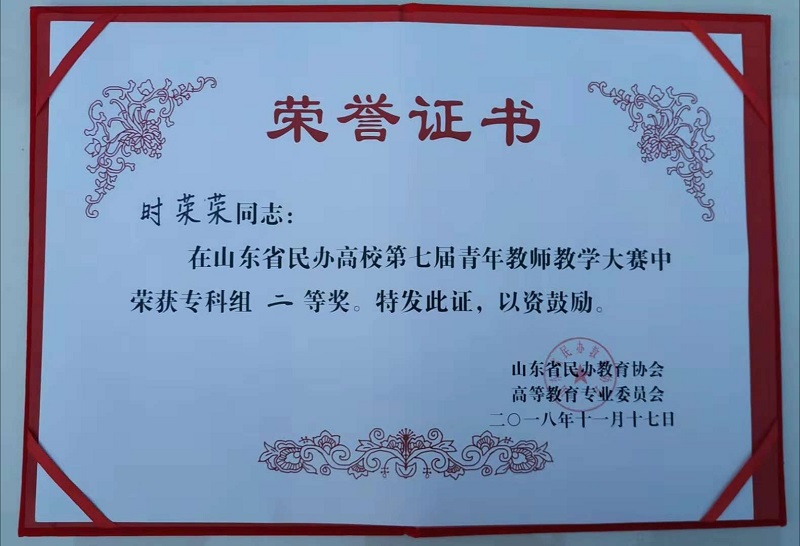 荣誉证书
时荣荣同志：
在山东省民办高校第七届青年教师教学大赛中
荣获专科组 二 等奖。特发此证，以资鼓励。
山东省民办教育协会
高等教育专业委员会
二〇一八年十一月十七日